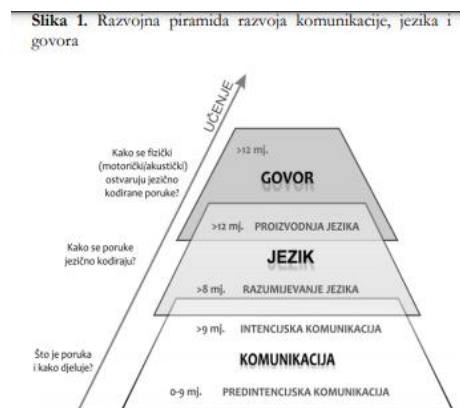 Slika 1. Razvojna piramida razvoja komunikacije, jezika i
govora
UČENJE
Kako se fizički
(motorički/akustički)
ostvaruju jezično
kodirane poruke?
>12 mj.
GOVOR
>12 mj. PROIZVODNJA JEZIKA
Kako se poruke
jezično kodiraju?
JEZIK
>8 mj. RAZUMIJEVANJE JEZIKA
>9 mj. INTENCIJSKA KOMUNIKACIJA
Što je poruka
i kako djeluje?
KOMUNIKACIJA
0-9 mj. PREDINTENCIJSKA KOMUNIKACIJA